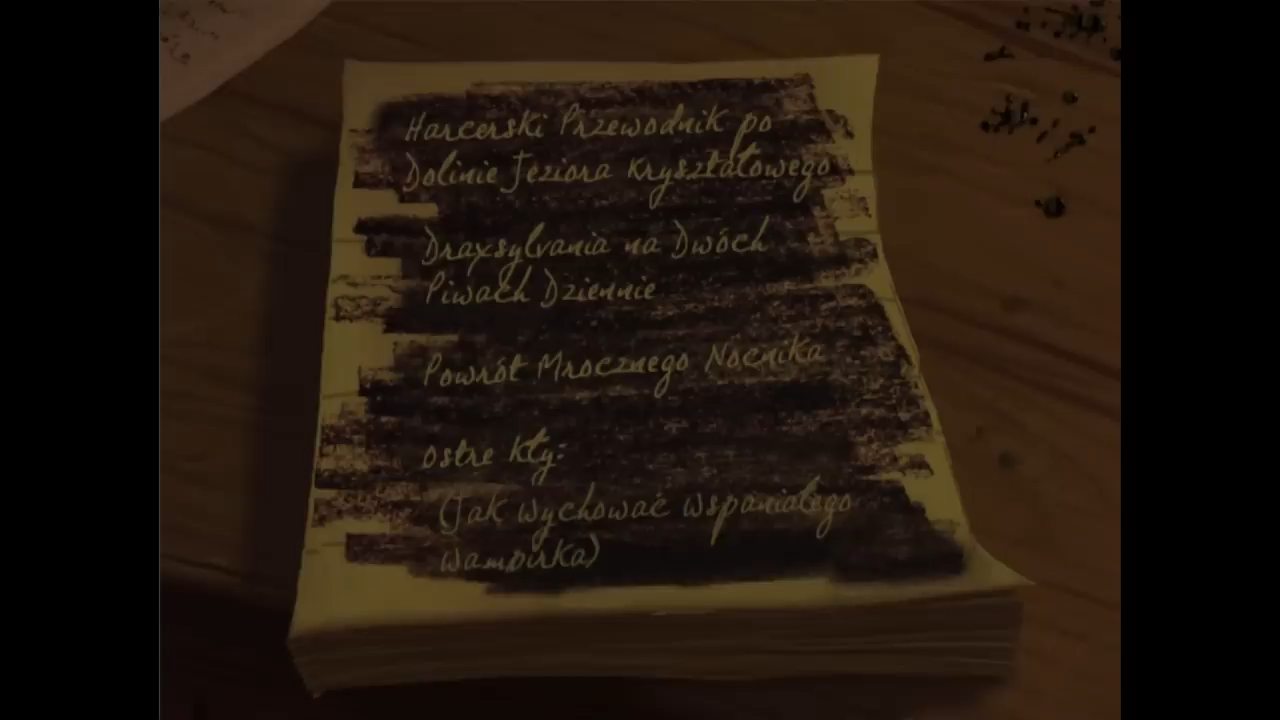 Harcerski Przewodnik po
Dolinie Jeziora Kryształowego
Draxsylvania na Dwóch
Piwach Dziennie
Powrót Mrocznego Nocnika
Ostre kły:
(Jak wychować wspaniałego
wampirka)